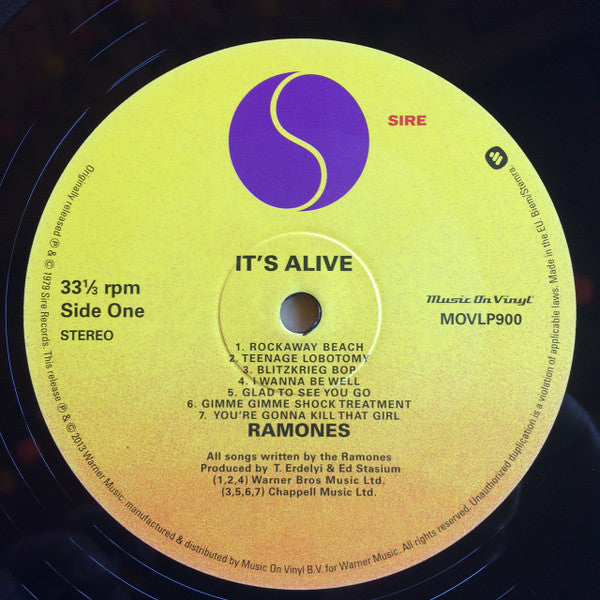 SIRE
IT'S ALIVE
33⅓ rpm
Side One
STEREO
Music On Vinyl
MOVLP900
1. ROCKAWAY BEACH
2. TEENAGE LOBOTOMY
3. BLITZKRIEG BOP
4. I WANNA BE WELL
5. GLAD TO SEE YOU GO
6. GIMME GIMME SHOCK TREATMENT
7. YOU'RE GONNA KILL THAT GIRL
RAMONES
All songs written by the Ramones
Produced by T. Erdelyi & Ed Stasium
(1,2,4) Warner Bros Music Ltd.
(3,5,6,7) Chappell Music Ltd.
Originally released ℗ & © 1979 Sire Records. This release ℗ & © 2013 Warner Music. manufactured & distributed by Music On Vinyl B.V. for Warner Music. All rights reserved. Unauthorized duplication is a violation of applicable laws. Made in the EU. Biem/Stemra